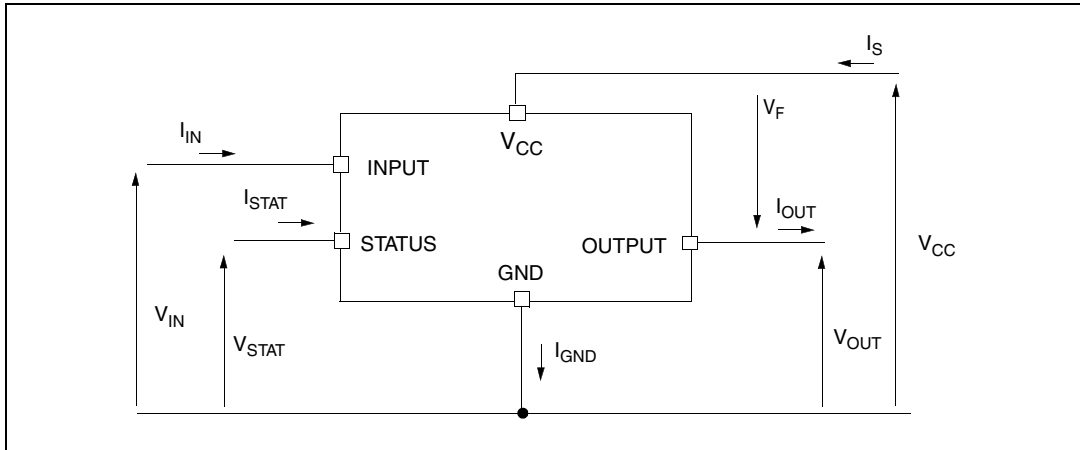 I_S
V_F
V_CC
I_IN
INPUT
I_STAT
STATUS
OUTPUT
I_OUT
V_CC
GND
V_IN
V_STAT
I_GND
V_OUT